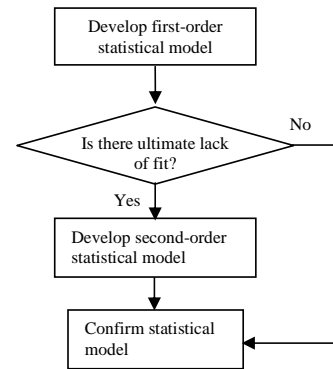 Develop first-order
statistical model
No
Is there ultimate lack
of fit?
Yes
Develop second-order
statistical model
Confirm statistical
model